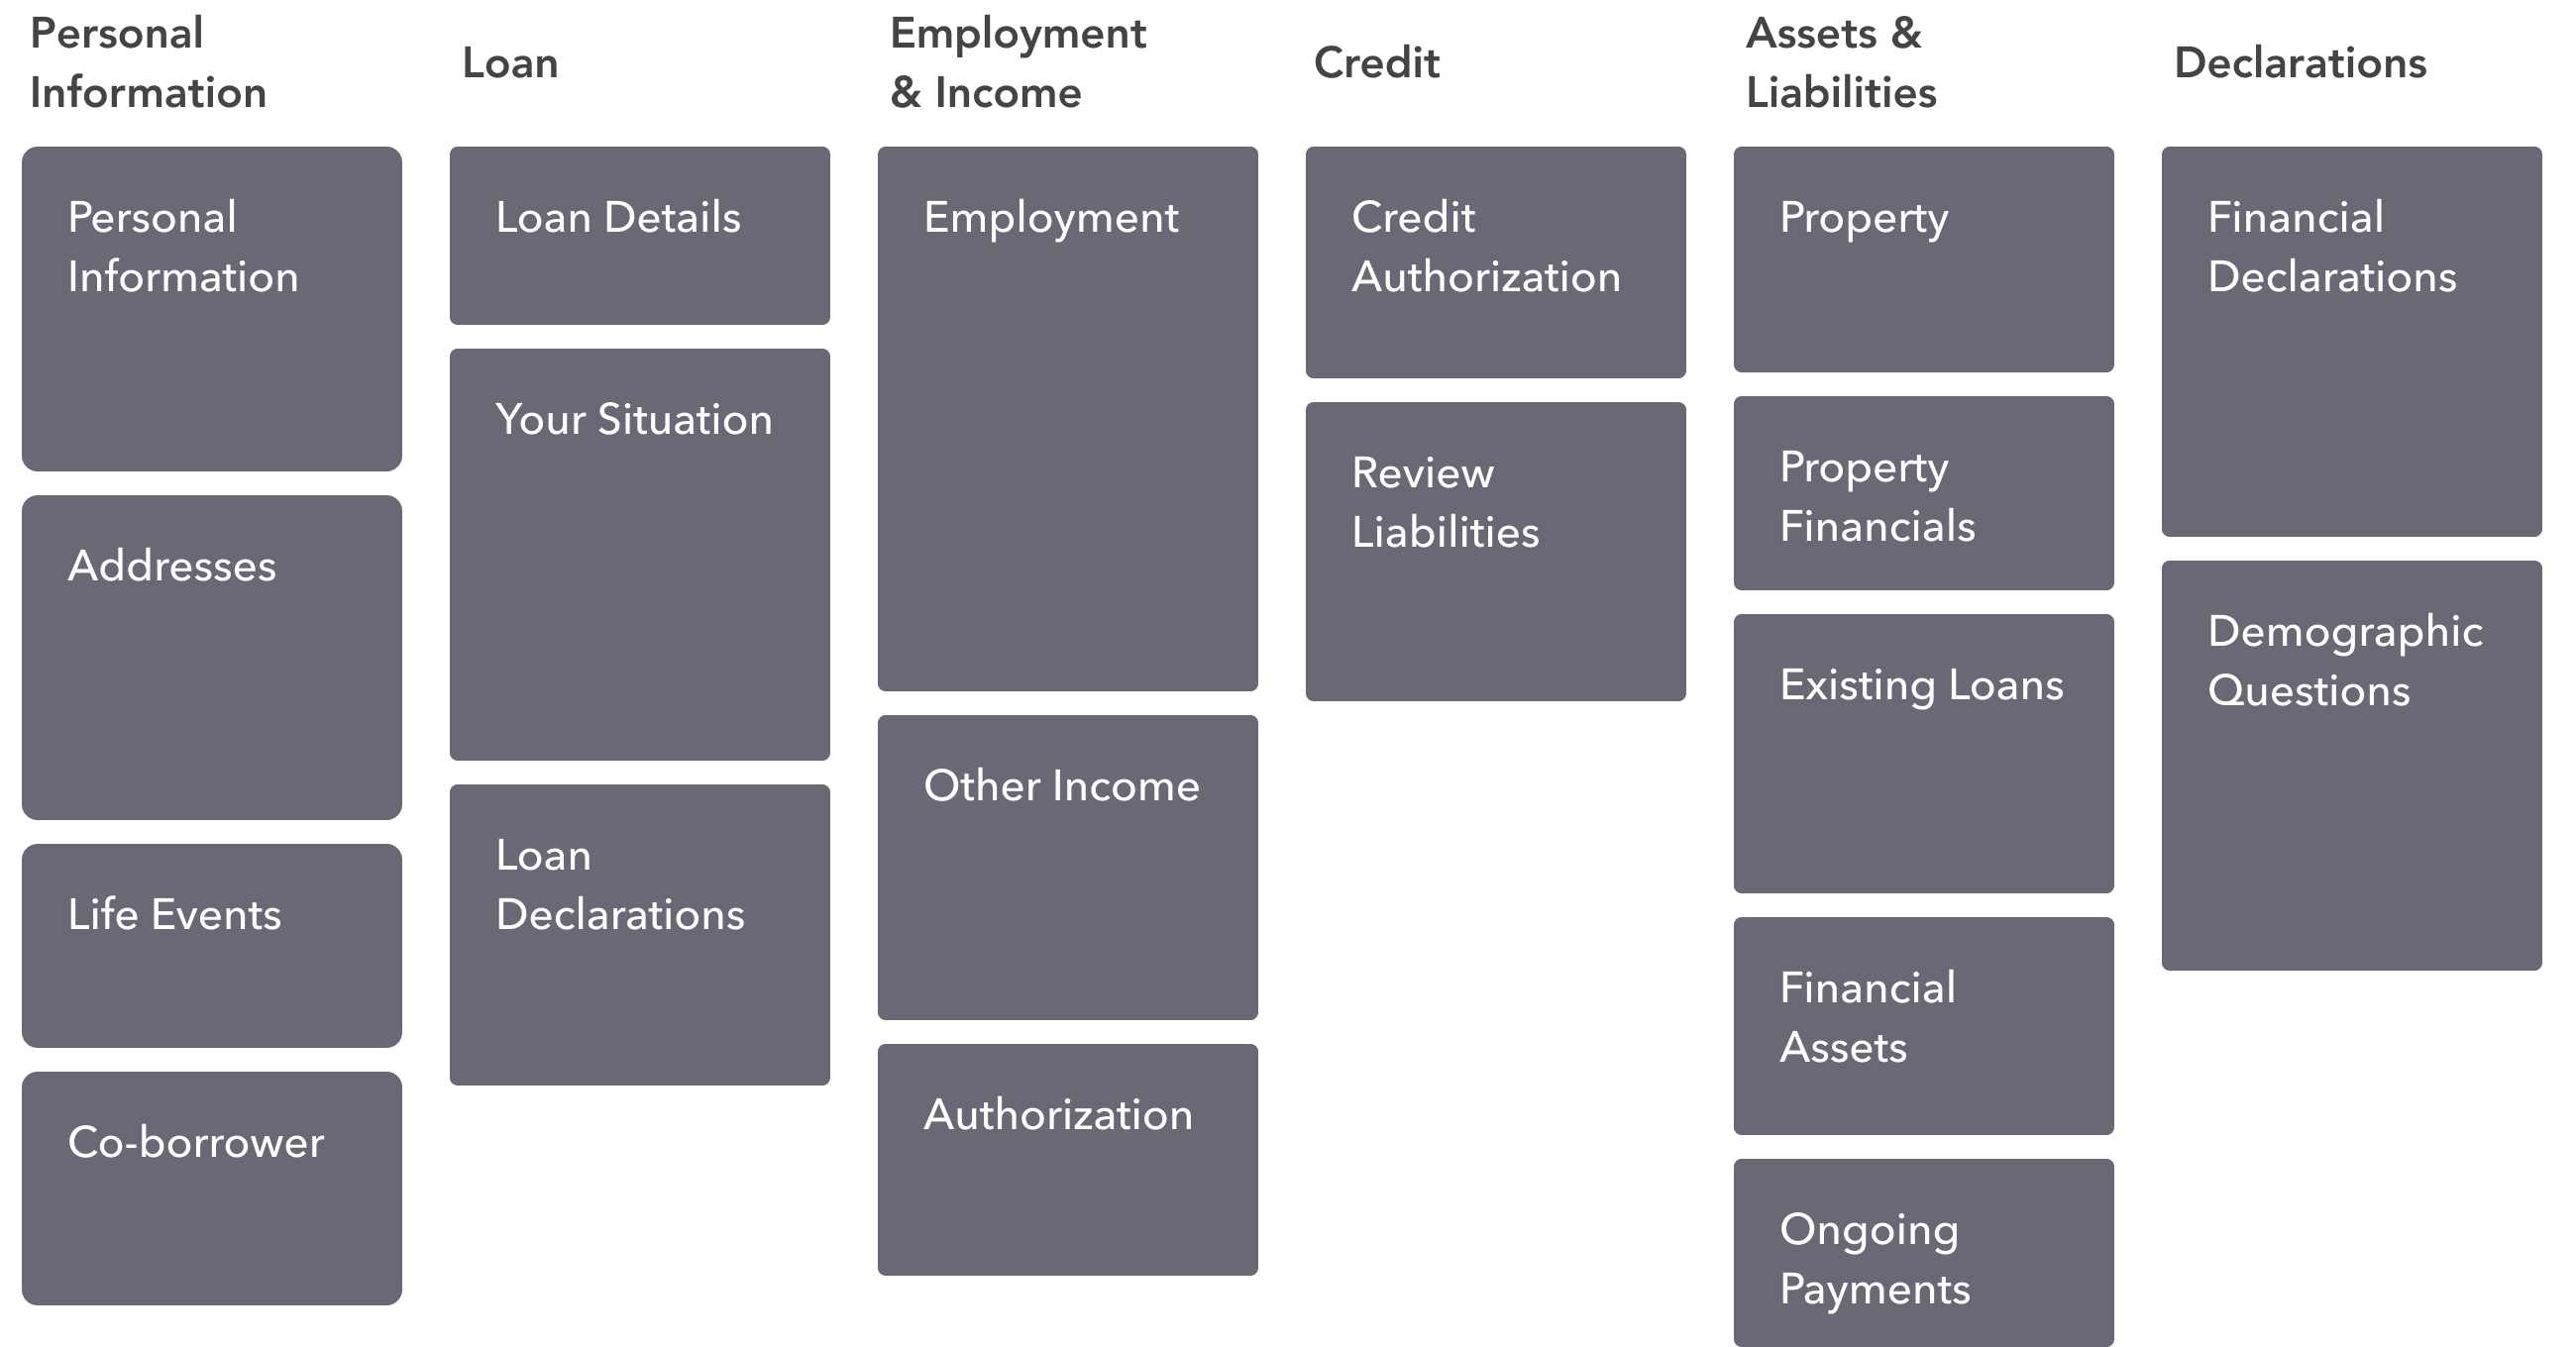 Personal
Information
Loan
Employment
& Income
Credit
Assets &
Liabilities
Declarations
Personal
Information
Addresses
Life Events
Co-borrower
Loan Details
Your Situation
Loan
Declarations
Employment
Other Income
Authorization
Credit
Authorization
Review
Liabilities
Property
Property
Financials
Existing Loans
Financial
Assets
Ongoing
Payments
Financial
Declarations
Demographic
Questions